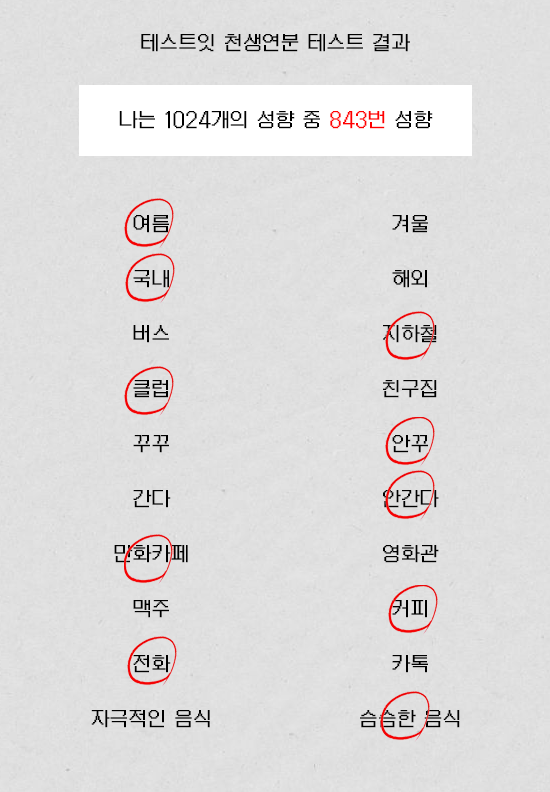 테스트잇 천생연분 테스트 결과
나는 1024개의 성향 중 843번 성향
여름 겨울
국내 해외
버스 지하철
클럽 친구집
꾸꾸 안꾸
간다 안간다
만화카페 영화관
맥주 커피
전화 카톡
자극적인 음식 슴슴한 음식